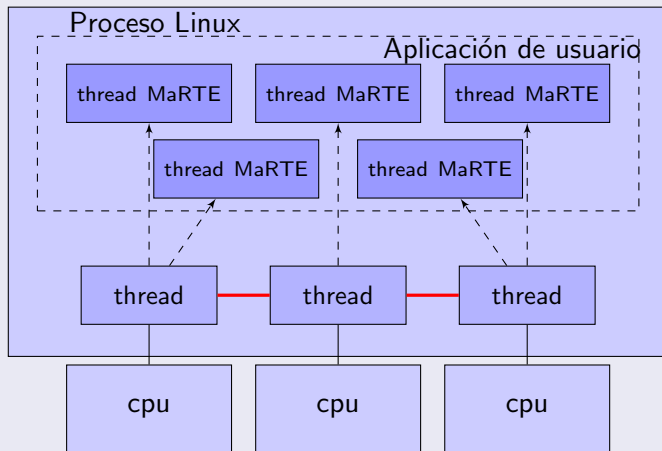 Proceso Linux
Aplicación de usuario
thread MaRTE
thread MaRTE
thread MaRTE
thread MaRTE
thread MaRTE
thread
thread
thread
cpu
cpu
cpu